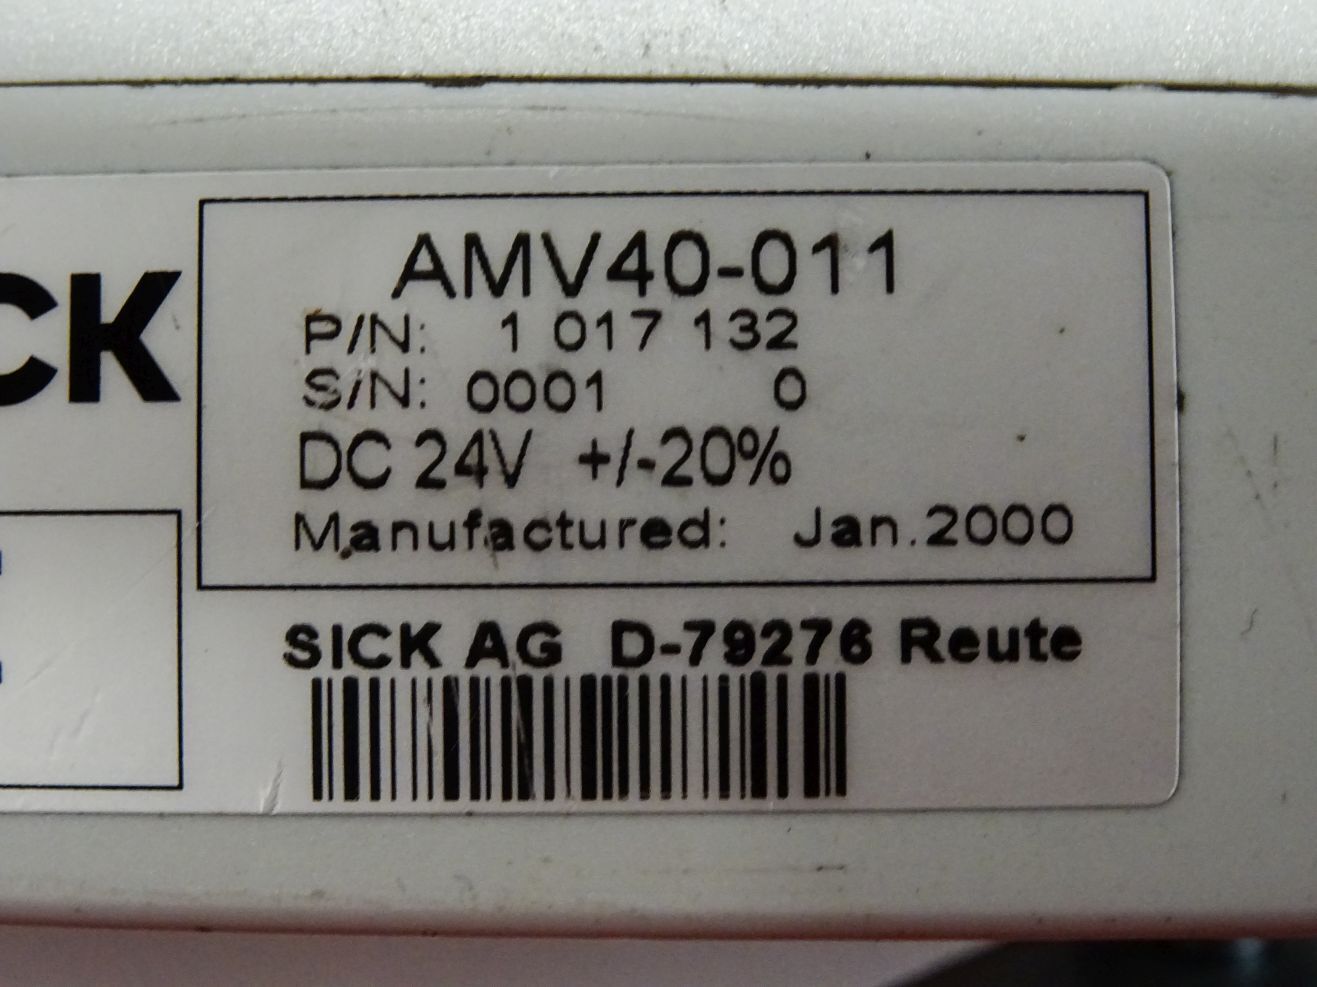 CK
AMV40-011
P/N: 1 017 132
S/N: 0001 0
DC 24V +/-20%
Manufactured: Jan.2000
SICK AG D-79276 Reute